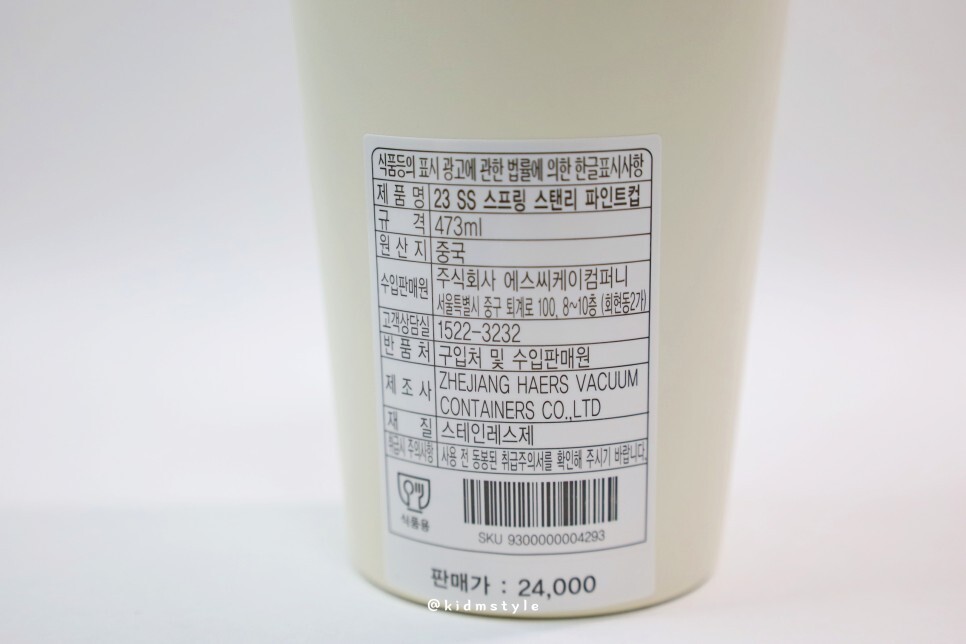 식품등의 표시 광고에 관한 법률에 의한 한글표시사항
제품명 23 SS 스프링 스탠리 파인트컵
규격 473ml
원산지 중국
수입판매원 주식회사 에스씨케이컴퍼니
서울특별시 중구 퇴계로 100, 8~10층 (회현동2가)
고객상담실 1522-3232
반품처 구입처 및 수입판매원
제조사 ZHEJIANG HAERS VACUUM
CONTAINERS CO.,LTD
재질 스테인레스제
취급시 주의사항 사용 전 동봉된 취급주의서를 확인해 주시기 바랍니다.
식품용
SKU 9300000004293
판매가 : 24,000
@kidmstyle